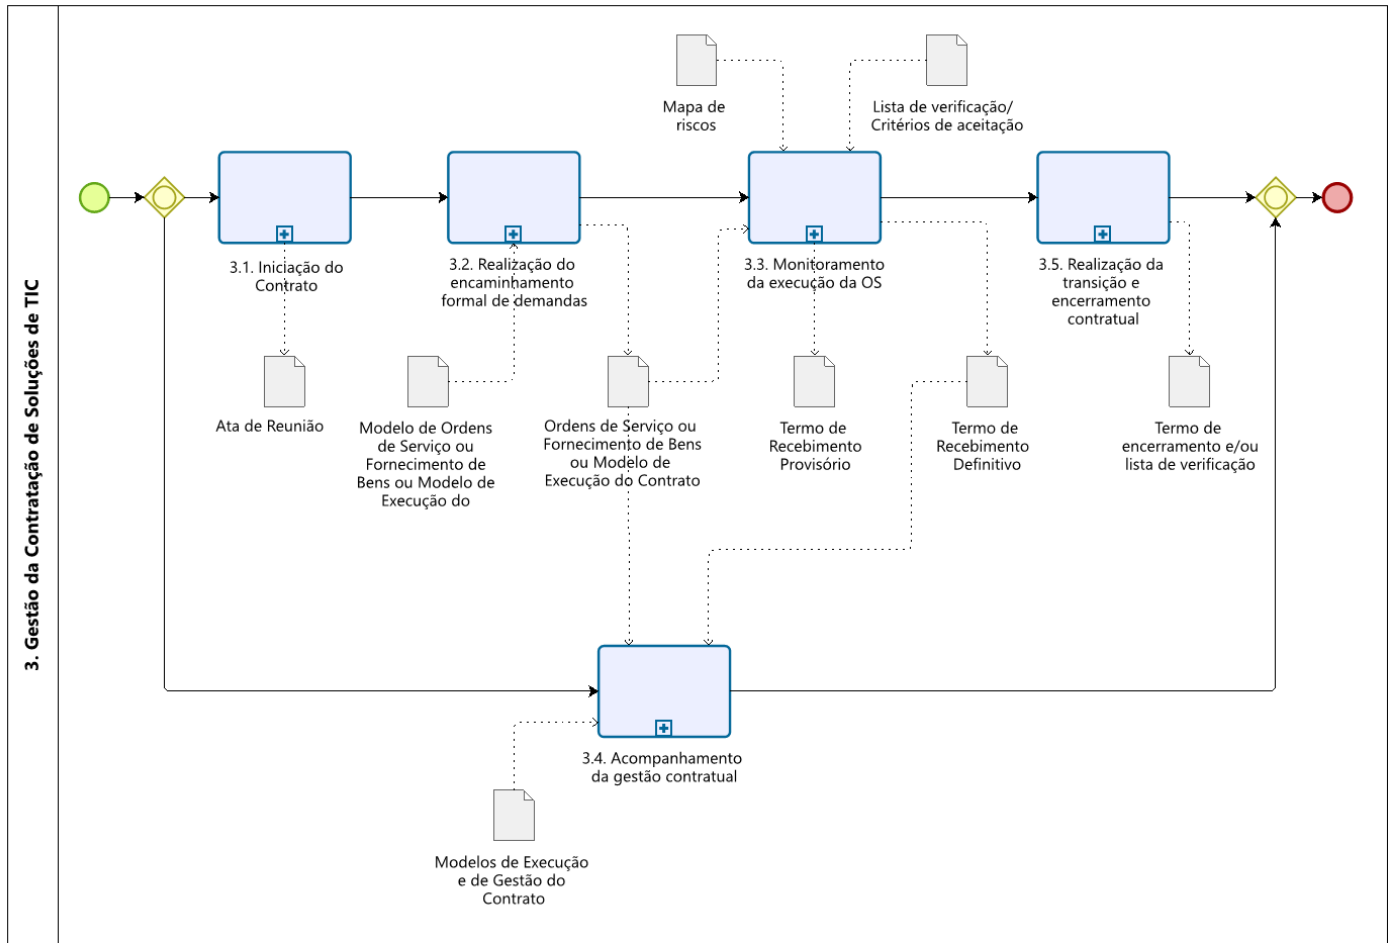 3. Gestão da Contratação de Soluções de TIC
Mapa de
riscos
Lista de verificação/
Critérios de aceitação
3.1. Iniciação do
Contrato
3.2. Realização do
encaminhamento
formal de demandas
3.3. Monitoramento
da execução da OS
3.5. Realização da
transição e
encerramento
contratual
Ata de Reunião
Modelo de Ordens
de Serviço ou
Fornecimento de
Bens ou Modelo de
Execução do
Ordens de Serviço ou
Fornecimento de Bens
ou Modelo de
Execução do Contrato
Termo de
Recebimento
Provisório
Termo de
Recebimento
Definitivo
Termo de
encerramento e/ou
lista de verificação
3.4. Acompanhamento
da gestão contratual
Modelos de Execução
e de Gestão do
Contrato